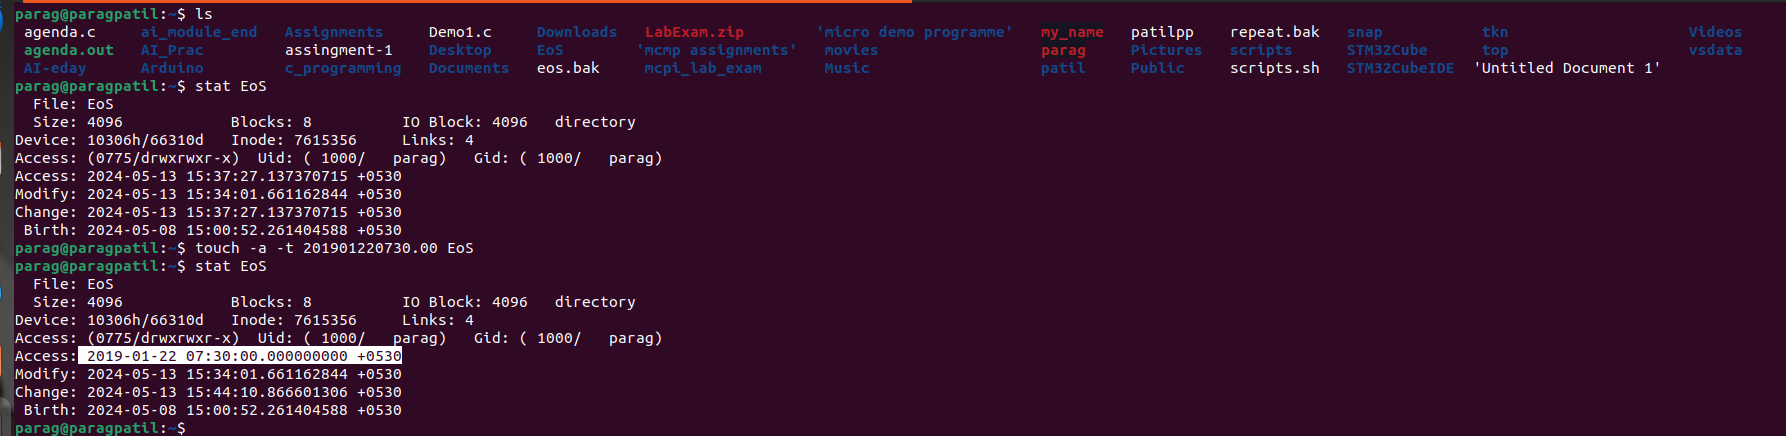 parag@paragpatil:~$ ls
agenda.c ai_module_end Assignments Demo1.c Downloads LabExam.zip 'micro demo programme' my_name patilpp repeat.bak snap tkn Videos
agenda.out AI_Prac assingment-1 Desktop EoS 'mcmp assignments' movies parag Pictures scripts STM32Cube top vsdata
AI-eday Arduino c_programming Documents eos.bak mcpi_lab_exam Music patil Public scripts.sh STM32CubeIDE 'Untitled Document 1'
parag@paragpatil:~$ stat EoS
File: EoS
Size: 4096 Blocks: 8 IO Block: 4096 directory
Device: 10306h/66310d Inode: 7615356 Links: 4
Access: (0775/drwxrwxr-x) Uid: ( 1000/ parag) Gid: ( 1000/ parag)
Access: 2024-05-13 15:37:27.137370715 +0530
Modify: 2024-05-13 15:34:01.661162844 +0530
Change: 2024-05-13 15:37:27.137370715 +0530
Birth: 2024-05-08 15:00:52.261404588 +0530
parag@paragpatil:~$ touch -a -t 201901220730.00 EoS
parag@paragpatil:~$ stat EoS
File: EoS
Size: 4096 Blocks: 8 IO Block: 4096 directory
Device: 10306h/66310d Inode: 7615356 Links: 4
Access: (0775/drwxrwxr-x) Uid: ( 1000/ parag) Gid: ( 1000/ parag)
Access: 2019-01-22 07:30:00.000000000 +0530
Modify: 2024-05-13 15:34:01.661162844 +0530
Change: 2024-05-13 15:44:10.866601306 +0530
Birth: 2024-05-08 15:00:52.261404588 +0530
parag@paragpatil:~$